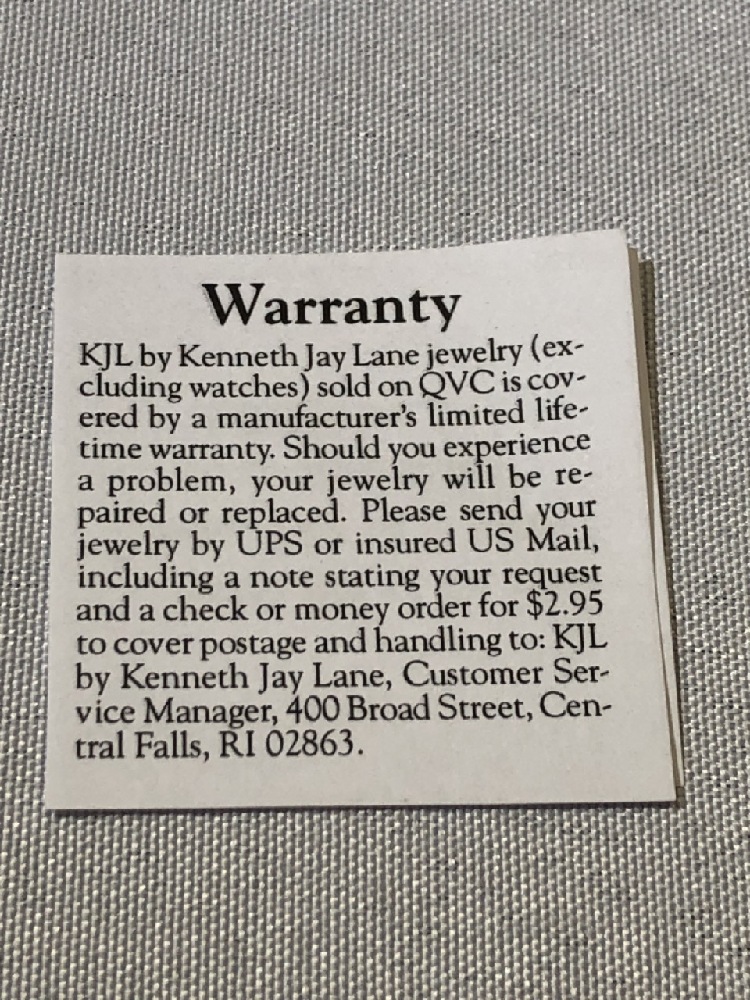 Warranty
KJL by Kenneth Jay Lane jewelry (ex-
cluding watches) sold on QVC is cov-
ered by a manufacturer's limited life-
time warranty. Should you experience
a problem, your jewelry will be re-
paired or replaced. Please send your
jewelry by UPS or insured US Mail,
including a note stating your request
and a check or money order for $2.95
to cover postage and handling to: KJL
by Kenneth Jay Lane, Customer Ser-
vice Manager, 400 Broad Street, Cen-
tral Falls, RI 02863.